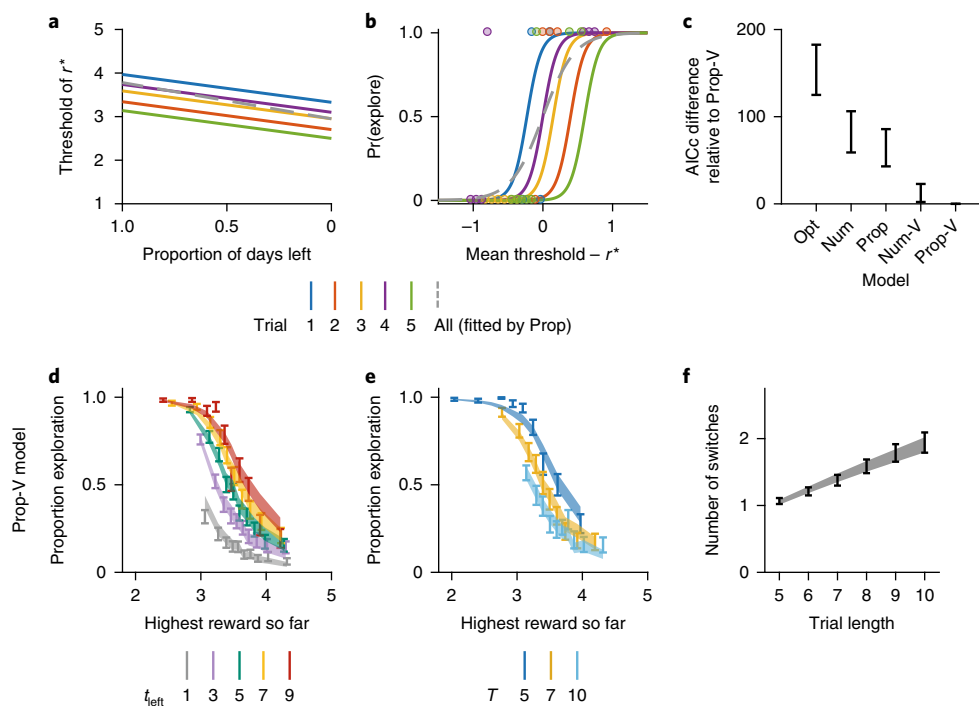 a
b
c
Threshold of r*
5
4
3
2
1
1.0
0.5
0
Proportion of days left
Pr(explore)
1.0
0.5
0
−1
0
1
Mean threshold – r*
AICc difference
relative to Prop-V
200
100
0
Opt
Num
Prop
Num-V
Prop-V
Model
Trial
1
2
3
4
5
All (fitted by Prop)
d
e
f
Prop-V model
Proportion exploration
1.0
0.5
0
2
3
4
5
Highest reward so far
Proportion exploration
1.0
0.5
0
2
3
4
5
Highest reward so far
Number of switches
2
1
0
5
6
7
8
9
10
Trial length
t left
1
3
5
7
9
T
5
7
10